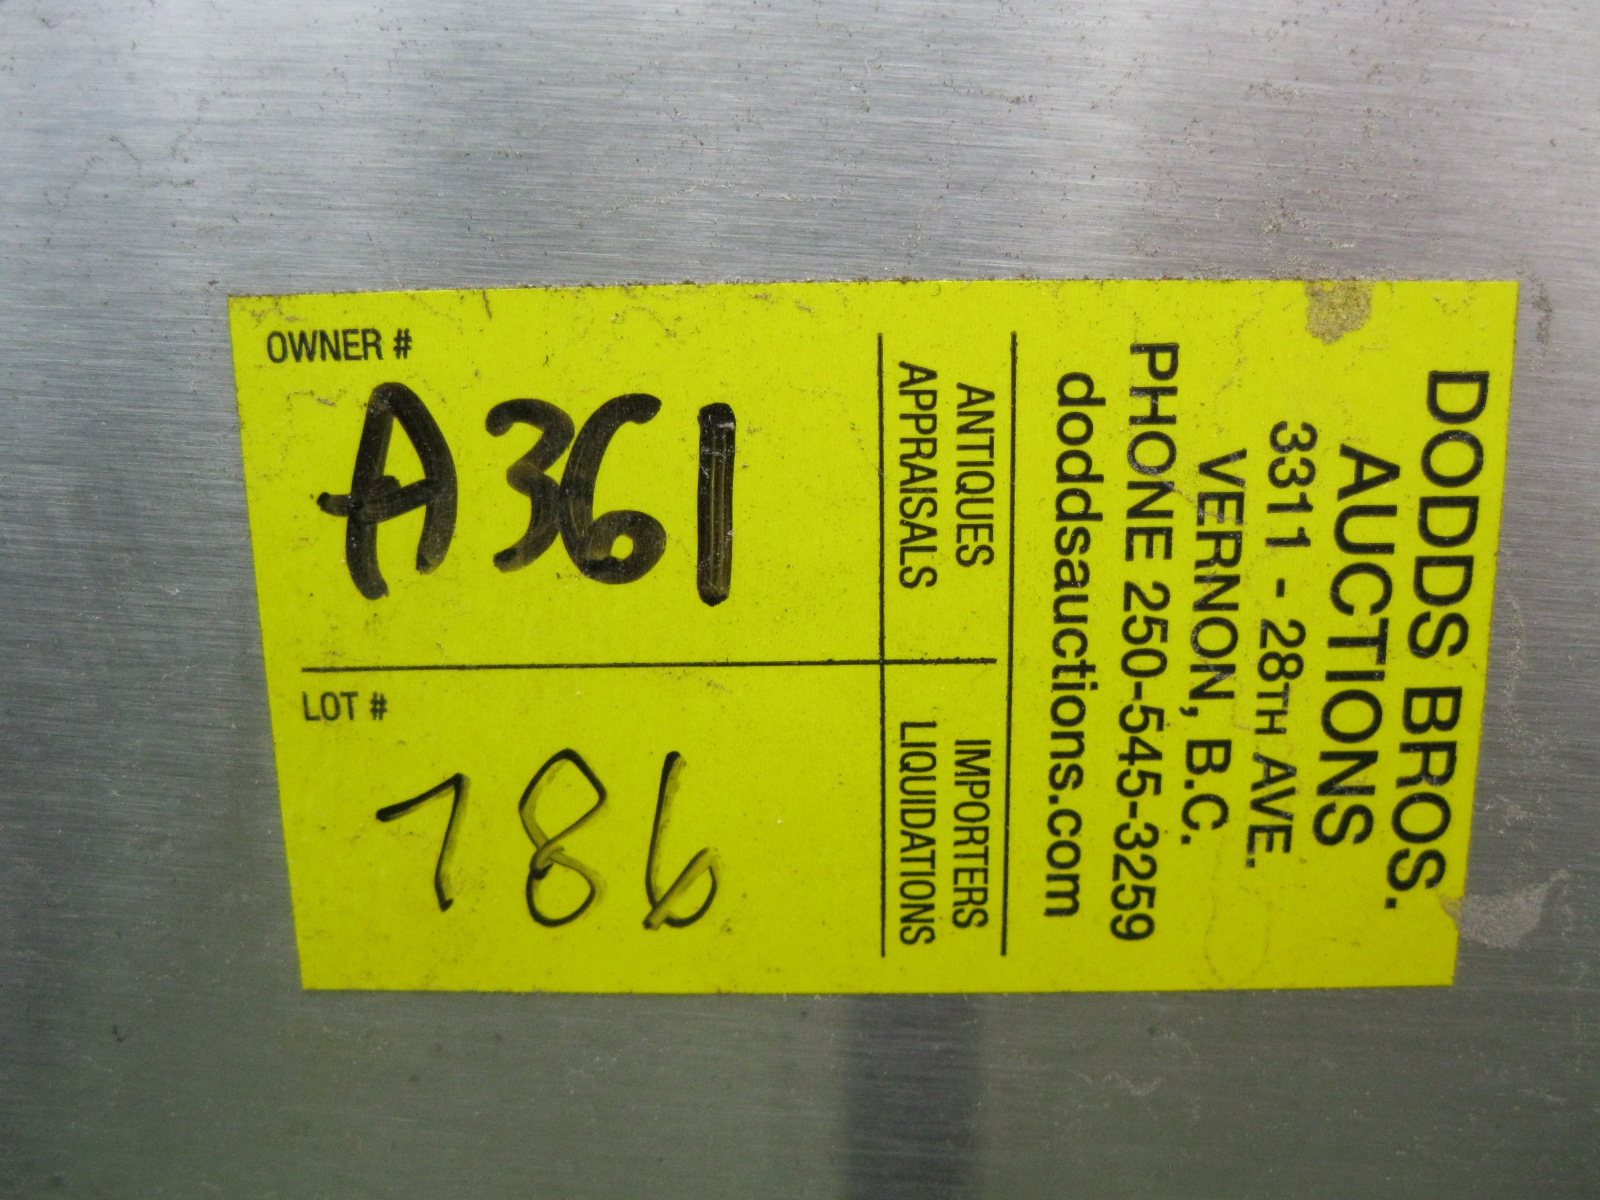 DODDS BROS.
AUCTIONS
3311 - 28TH AVE.
VERNON, B.C.
PHONE 250-545-3259
doddsauctions.com
ANTIQUES
APPRAISALS
IMPORTERS
LIQUIDATIONS
OWNER #
A361
LOT #
786